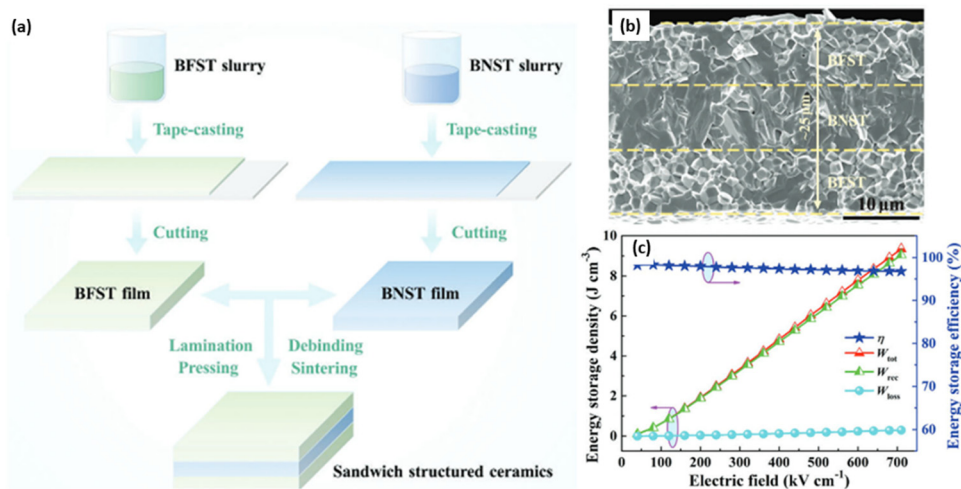 (a)
BFST slurry
BNST slurry
Tape-casting
Tape-casting
Cutting
Cutting
BFST film
BNST film
Lamination
Pressing
Debinding
Sintering
Sandwich structured ceramics
(b)
BFST
BNST
BFST
~25 μm
10 μm
(c)
Energy storage density (J cm⁻³)
10
8
6
4
2
0
η
W_tot
W_rec
W_loss
100
90
80
70
60
Energy storage efficiency (%)
0 100 200 300 400 500 600 700
Electric field (kV cm⁻¹)